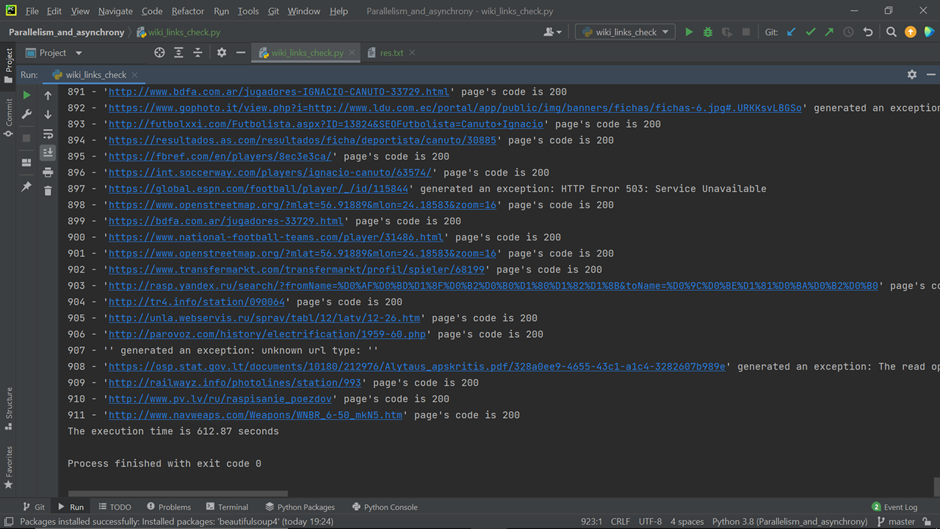 File Edit View Navigate Code Refactor Run Tools Git Window Help Parallelism_and_asynchrony - wiki_links_check.py
Parallelism_and_asynchrony wiki_links_check.py wiki_links_check Git:
Project wiki_links_check.py res.txt
Run: wiki_links_check
891 - 'http://www.bdfa.com.ar/jugadores-IGNACIO-CANUTO-33729.html' page's code is 200
892 - 'https://www.gophoto.it/view.php?i=http://www.ldu.com.ec/portal/app/public/img/banners/fichas/fichas-6.jpg#.URKKsvLBGSo' generated an exception
893 - 'http://futbolxxi.com/Futbolista.aspx?ID=13824&SEOFutbolista=Canuto+Ignacio' page's code is 200
894 - 'https://resultados.as.com/resultados/ficha/deportista/canuto/30885' page's code is 200
895 - 'https://fbref.com/en/players/8ec3e3ca/' page's code is 200
896 - 'https://int.soccerway.com/players/ignacio-canuto/63574/' page's code is 200
897 - 'https://global.espn.com/football/player/_/id/115844' generated an exception: HTTP Error 503: Service Unavailable
898 - 'https://www.openstreetmap.org/?mlat=56.91889&mlon=24.18583&zoom=16' page's code is 200
899 - 'https://bdfa.com.ar/jugadores-33729.html' page's code is 200
900 - 'https://www.national-football-teams.com/player/31486.html' page's code is 200
901 - 'https://www.openstreetmap.org/?mlat=56.91889&mlon=24.18583&zoom=16' page's code is 200
902 - 'https://www.transfermarkt.com/transfermarkt/profil/spieler/68199' page's code is 200
903 - 'http://rasp.yandex.ru/search/?fromName=%D0%AF%D0%BD%D1%8F%D0%B2%D0%B0%D1%80%D1%82%D1%8B&toName=%D0%9C%D0%BE%D1%81%D0%BA%D0%B2%D0%B0' page's co
904 - 'http://tr4.info/station/090064' page's code is 200
905 - 'http://unla.webservis.ru/sprav/tabl/12/latv/12-26.htm' page's code is 200
906 - 'http://parovoz.com/history/electrification/1959-60.php' page's code is 200
907 - '' generated an exception: unknown url type: ''
908 - 'https://osp.stat.gov.lt/documents/10180/212976/Alytaus_apskritis.pdf/328a0ee9-4655-43c1-a1c4-3282607b989e' generated an exception: The read op
909 - 'http://railwayz.info/photolines/station/993' page's code is 200
910 - 'http://www.pv.lv/ru/raspisanie_poezdov' page's code is 200
911 - 'http://www.navweaps.com/Weapons/WNBR_6-50_mkN5.htm' page's code is 200
The execution time is 612.87 seconds
Process finished with exit code 0
Project
Commit
Structure
Favorites
Git Run TODO Problems Terminal Python Packages Python Console 2 Event Log
Packages installed successfully: Installed packages: 'beautifulsoup4' (today 19:24) 923:1 CRLF UTF-8 4 spaces Python 3.8 (Parallelism_and_asynchrony) master